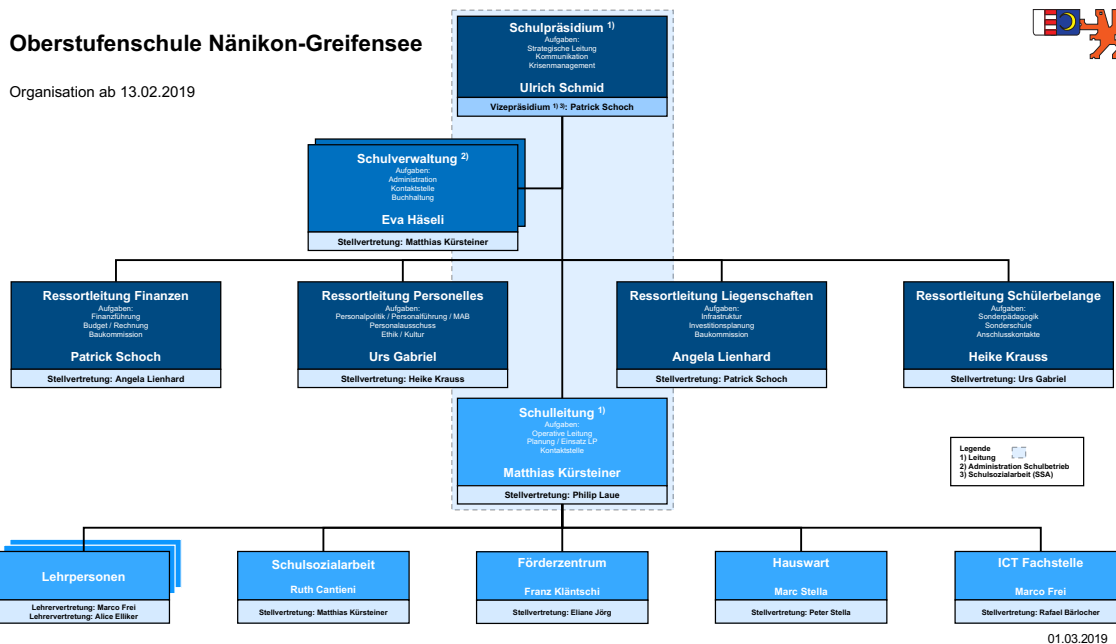 Oberstufenschule Nänikon-Greifensee
Organisation ab 13.02.2019
Schulpräsidium 1)
Aufgaben:
Strategische Leitung
Kommunikation
Krisenmanagement
Ulrich Schmid
Vizepräsidium 1) 3): Patrick Schoch
Schulverwaltung 2)
Aufgaben:
Administration
Kontaktstelle
Buchhaltung
Eva Häseli
Stellvertretung: Matthias Kürsteiner
Ressortleitung Finanzen
Aufgaben:
Finanzführung
Budget / Rechnung
Baukommission
Patrick Schoch
Stellvertretung: Angela Lienhard
Ressortleitung Personelles
Aufgaben:
Personalpolitik / Personalführung / MAB
Personalausschuss
Ethik / Kultur
Urs Gabriel
Stellvertretung: Heike Krauss
Ressortleitung Liegenschaften
Aufgaben:
Infrastruktur
Investitionsplanung
Baukommission
Angela Lienhard
Stellvertretung: Patrick Schoch
Ressortleitung Schülerbelange
Aufgaben:
Sonderpädagogik
Sonderschule
Anschlusskontakte
Heike Krauss
Stellvertretung: Urs Gabriel
Schulleitung 1)
Aufgaben:
Operative Leitung
Planung / Einsatz LP
Kontaktstelle
Matthias Kürsteiner
Stellvertretung: Philip Laue
Legende
1) Leitung
2) Administration Schulbetrieb
3) Schulsozialarbeit (SSA)
Lehrpersonen
Lehrervertretung: Marco Frei
Lehrervertretung: Alice Elliker
Schulsozialarbeit
Ruth Cantieni
Stellvertretung: Matthias Kürsteiner
Förderzentrum
Franz Kläntschi
Stellvertretung: Eliane Jörg
Hauswart
Marc Stella
Stellvertretung: Peter Stella
ICT Fachstelle
Marco Frei
Stellvertretung: Rafael Bärlocher
01.03.2019